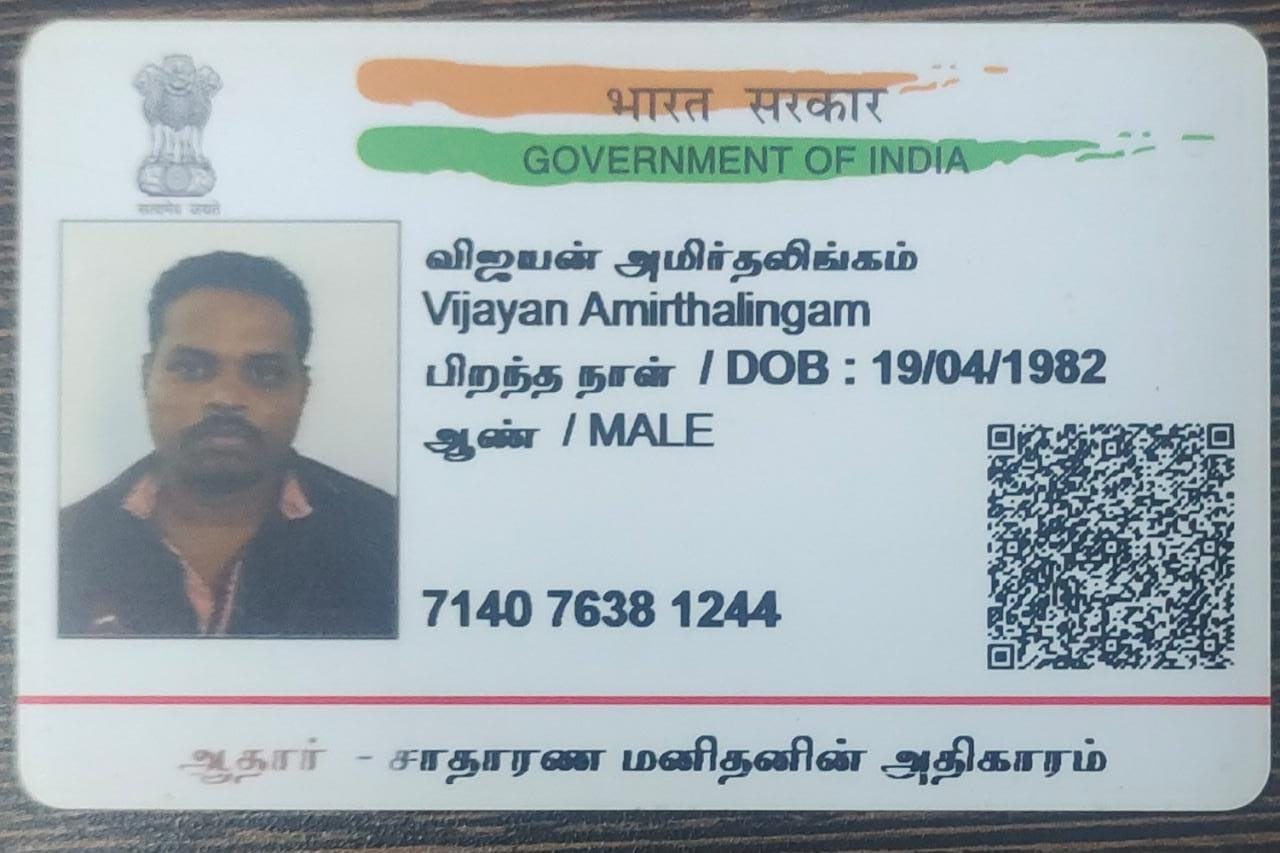 भारत सरकार
GOVERNMENT OF INDIA
सत्यमेव जयते
விஜயன் அமிர்தலிங்கம்
Vijayan Amirthalingam
பிறந்த நாள் / DOB : 19/04/1982
ஆண் / MALE
7140 7638 1244
ஆதார் - சாதாரண மனிதனின் அதிகாரம்